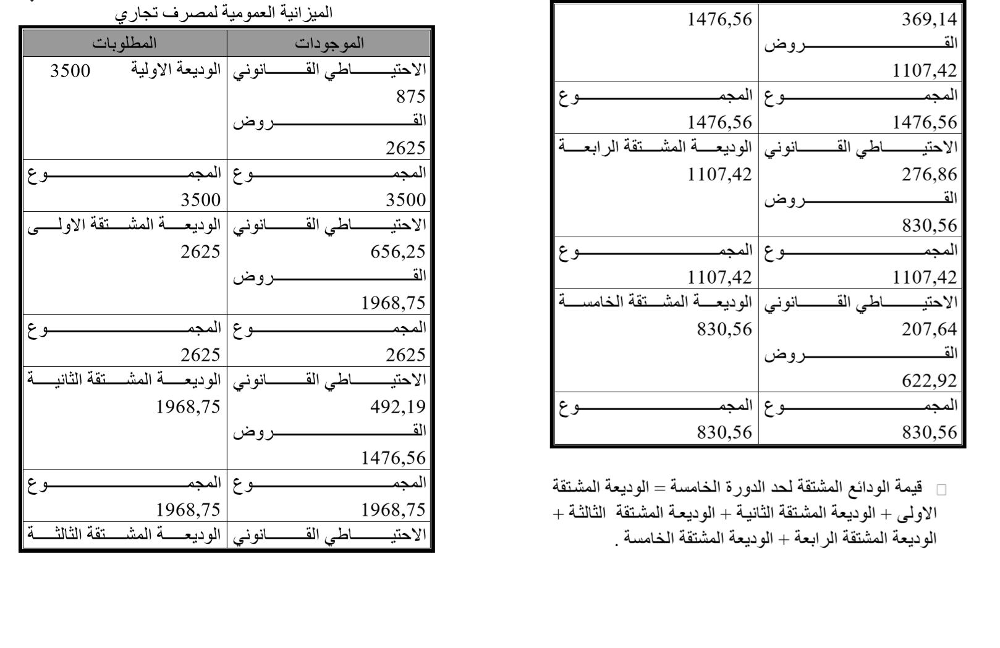 الميزانية العمومية لمصرف تجاري
الموجودات المطلوبات
الاحتياطي القانوني الوديعة الاولية 3500
875
القروض
2625
المجموع المجموع
3500 3500
الاحتياطي القانوني الوديعة المشتقة الاولى
656,25 2625
القروض
1968,75
المجموع المجموع
2625 2625
الاحتياطي القانوني الوديعة المشتقة الثانية
492,19 1968,75
القروض
1476,56
المجموع المجموع
1968,75 1968,75
الاحتياطي القانوني الوديعة المشتقة الثالثة
369,14 1476,56
القروض
1107,42
المجموع المجموع
1476,56 1476,56
الاحتياطي القانوني الوديعة المشتقة الرابعة
276,86 1107,42
القروض
830,56
المجموع المجموع
1107,42 1107,42
الاحتياطي القانوني الوديعة المشتقة الخامسة
207,64 830,56
القروض
622,92
المجموع المجموع
830,56 830,56
قيمة الودائع المشتقة لحد الدورة الخامسة = الوديعة المشتقة
الاولى + الوديعة المشتقة الثانية + الوديعة المشتقة الثالثة +
الوديعة المشتقة الرابعة + الوديعة المشتقة الخامسة .